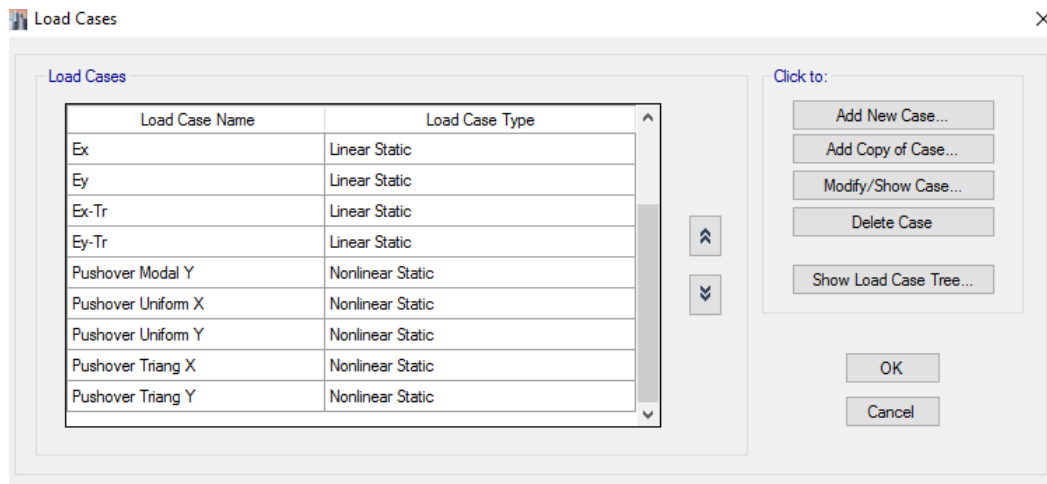 Load Cases
Load Cases
Click to:
Load Case Name Load Case Type
Ex Linear Static
Ey Linear Static
Ex-Tr Linear Static
Ey-Tr Linear Static
Pushover Modal Y Nonlinear Static
Pushover Uniform X Nonlinear Static
Pushover Uniform Y Nonlinear Static
Pushover Triang X Nonlinear Static
Pushover Triang Y Nonlinear Static
Add New Case...
Add Copy of Case...
Modify/Show Case...
Delete Case
Show Load Case Tree...
OK
Cancel